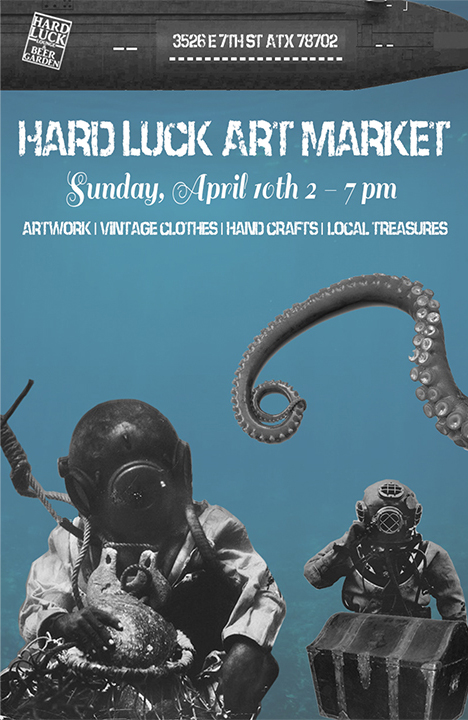 HARD
LUCK
LOUNGE
& BEER
GARDEN
3526 E 7TH ST ATX 78702
HARD LUCK ART MARKET
Sunday, April 10th 2 – 7 pm
ARTWORK | VINTAGE CLOTHES | HAND CRAFTS | LOCAL TREASURES